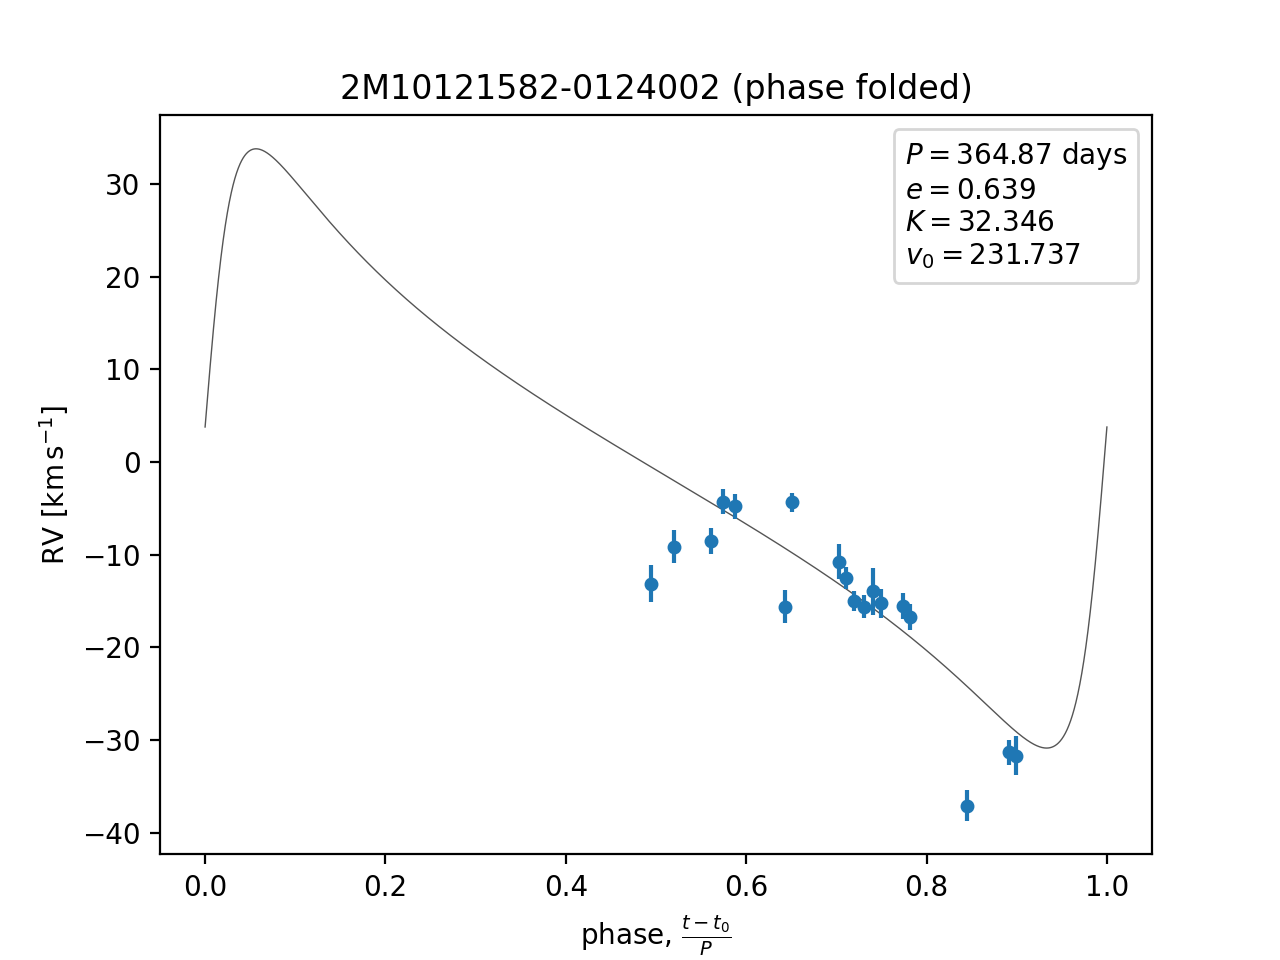 2M10121582-0124002 (phase folded)
P = 364.87 days
e = 0.639
K = 32.346
v₀ = 231.737
30
20
10
0
−10
−20
−30
−40
RV [km s⁻¹]
0.0 0.2 0.4 0.6 0.8 1.0
phase, (t − t₀)/P